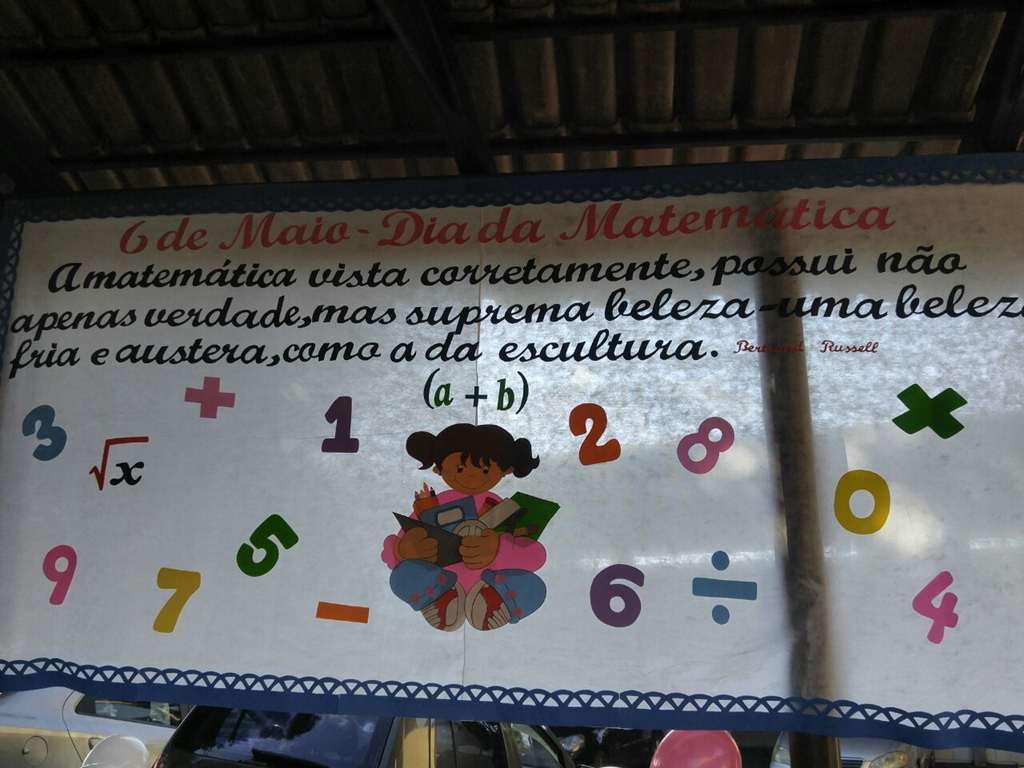 6 de Maio - Dia da Matemática
A matemática vista corretamente, possui não
apenas verdade, mas suprema beleza - uma belez
fria e austera, como a da escultura. Bertrand Russell
(a + b)
3 + 1 2 8 ×
√x 0
9 7 5 − 6 ÷ 4